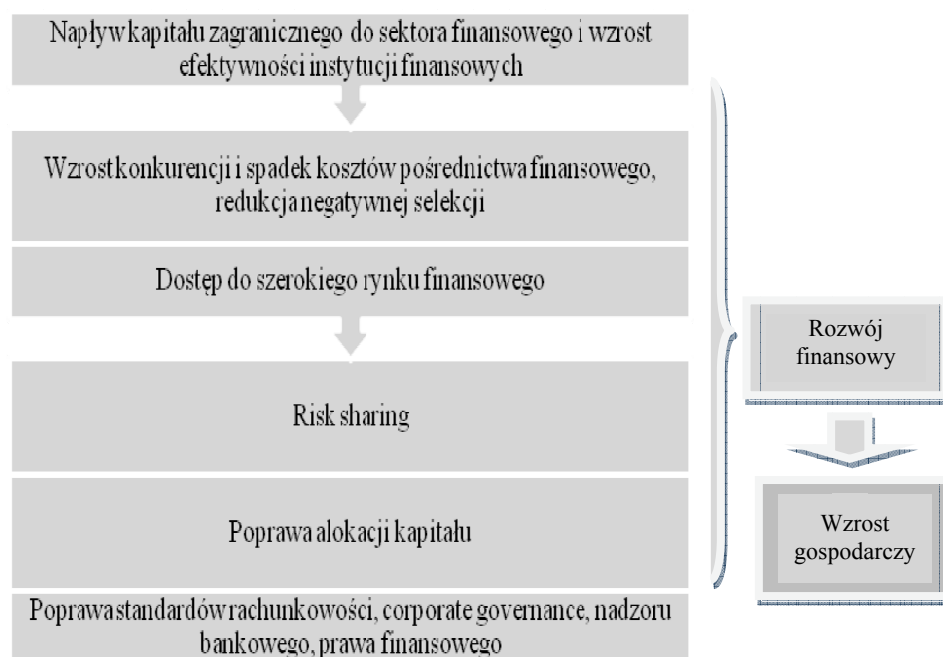 Napływ kapitału zagranicznego do sektora finansowego i wzrost
efektywności instytucji finansowych
Wzrost konkurencji i spadek kosztów pośrednictwa finansowego,
redukcja negatywnej selekcji
Dostęp do szerokiego rynku finansowego
Risk sharing
Poprawa alokacji kapitału
Poprawa standardów rachunkowości, corporate governance, nadzoru
bankowego, prawa finansowego
Rozwój
finansowy
Wzrost
gospodarczy